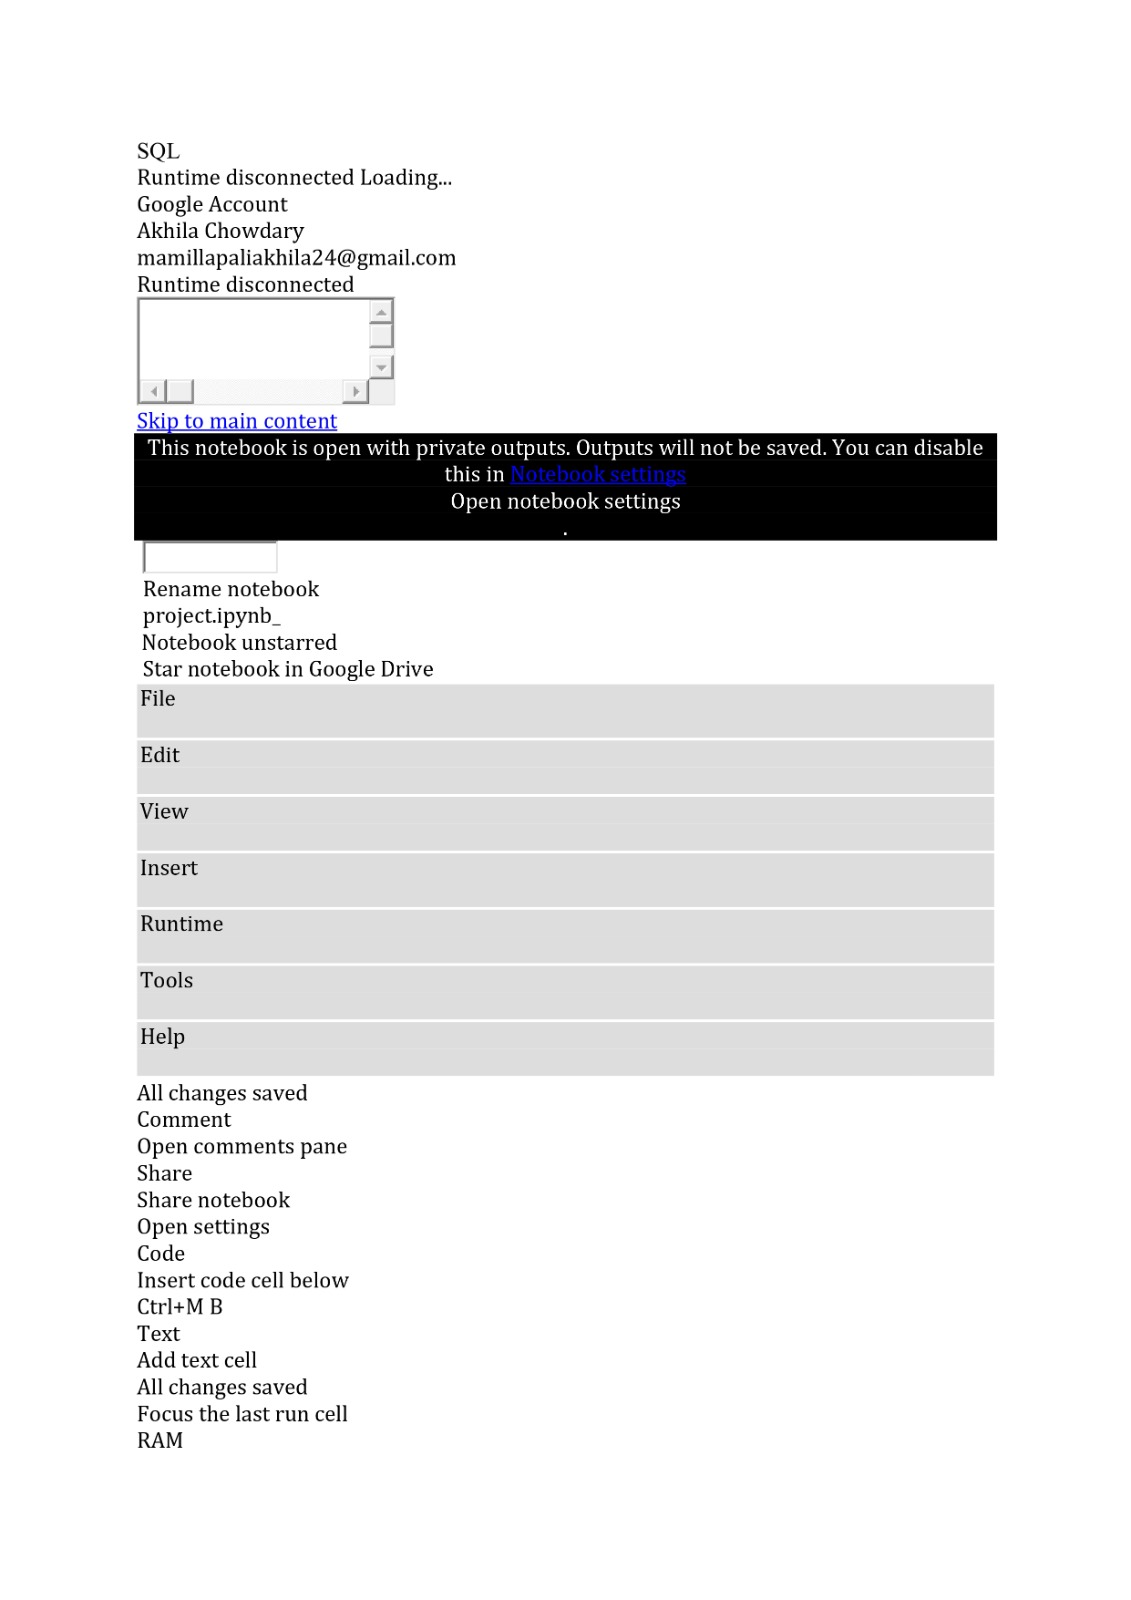 SQL
Runtime disconnected Loading...
Google Account
Akhila Chowdary
mamillapaliakhila24@gmail.com
Runtime disconnected
Skip to main content
This notebook is open with private outputs. Outputs will not be saved. You can disable
this in Notebook settings
Open notebook settings
.
Rename notebook
project.ipynb_
Notebook unstarred
Star notebook in Google Drive
File
Edit
View
Insert
Runtime
Tools
Help
All changes saved
Comment
Open comments pane
Share
Share notebook
Open settings
Code
Insert code cell below
Ctrl+M B
Text
Add text cell
All changes saved
Focus the last run cell
RAM